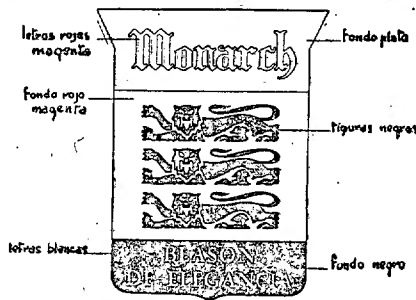 letras rojas
magenta
Monarch
Fondo plata
Fondo rojo
magenta
Figuras negras
letras blancas
BLASON
DE ELEGANCIA
Fondo negro